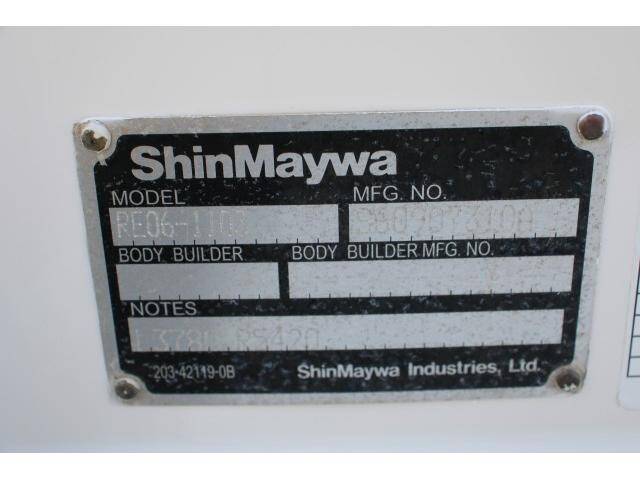 ShinMaywa
MODEL MFG. NO.
BODY BUILDER BODY BUILDER MFG. NO.
NOTES
203-42119-0B ShinMaywa Industries, Ltd.